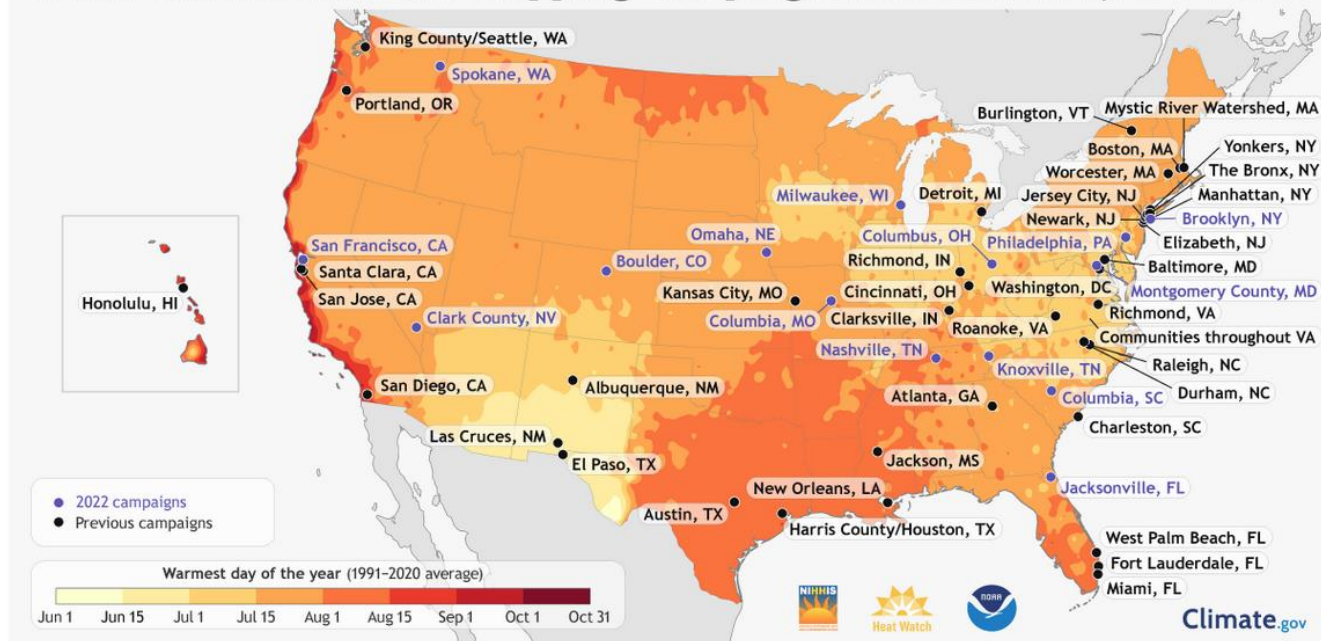 King County/Seattle, WA
Spokane, WA
Portland, OR
Burlington, VT
Mystic River Watershed, MA
Boston, MA
Yonkers, NY
Worcester, MA
The Bronx, NY
Milwaukee, WI
Detroit, MI
Jersey City, NJ
Manhattan, NY
Newark, NJ
Brooklyn, NY
San Francisco, CA
Omaha, NE
Columbus, OH
Philadelphia, PA
Elizabeth, NJ
Boulder, CO
Richmond, IN
Baltimore, MD
Santa Clara, CA
Honolulu, HI
San Jose, CA
Kansas City, MO
Cincinnati, OH
Washington, DC
Montgomery County, MD
Clark County, NV
Columbia, MO
Clarksville, IN
Richmond, VA
Roanoke, VA
Communities throughout VA
Nashville, TN
Knoxville, TN
Raleigh, NC
San Diego, CA
Albuquerque, NM
Atlanta, GA
Columbia, SC
Durham, NC
Las Cruces, NM
Charleston, SC
El Paso, TX
Jackson, MS
New Orleans, LA
Jacksonville, FL
Austin, TX
Harris County/Houston, TX
West Palm Beach, FL
Fort Lauderdale, FL
Miami, FL
2022 campaigns
Previous campaigns
Warmest day of the year (1991–2020 average)
Jun 1 Jun 15 Jul 1 Jul 15 Aug 1 Aug 15 Sep 1 Oct 1 Oct 31
NIHHIS
Heat Watch
NOAA
Climate.gov